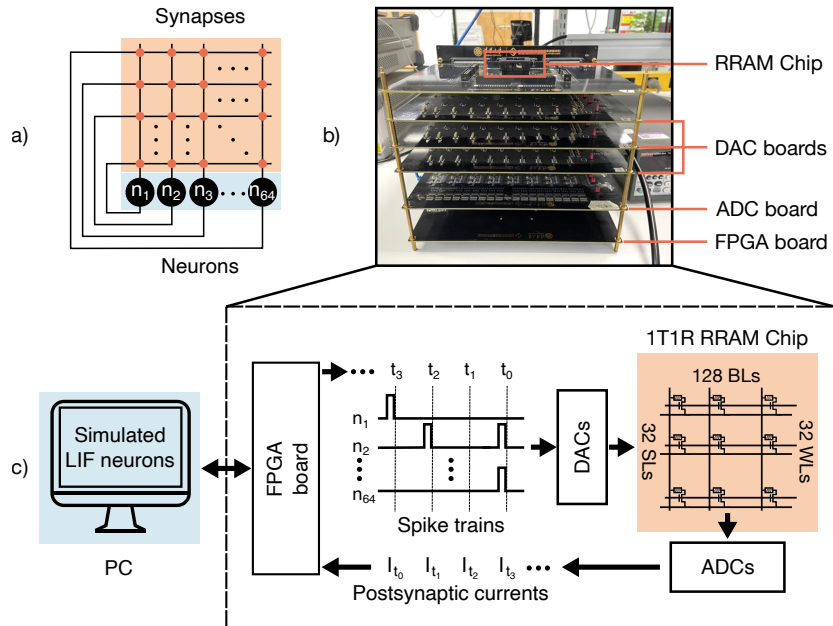 Synapses
a)
n1 n2 n3 ··· n64
Neurons
b)
RRAM Chip
DAC boards
ADC board
FPGA board
c)
Simulated
LIF neurons
PC
FPGA
board
··· t3 t2 t1 t0
n1
n2
n64
Spike trains
DACs
1T1R RRAM Chip
128 BLs
32 SLs
32 WLs
ADCs
It0 It1 It2 It3 ···
Postsynaptic currents